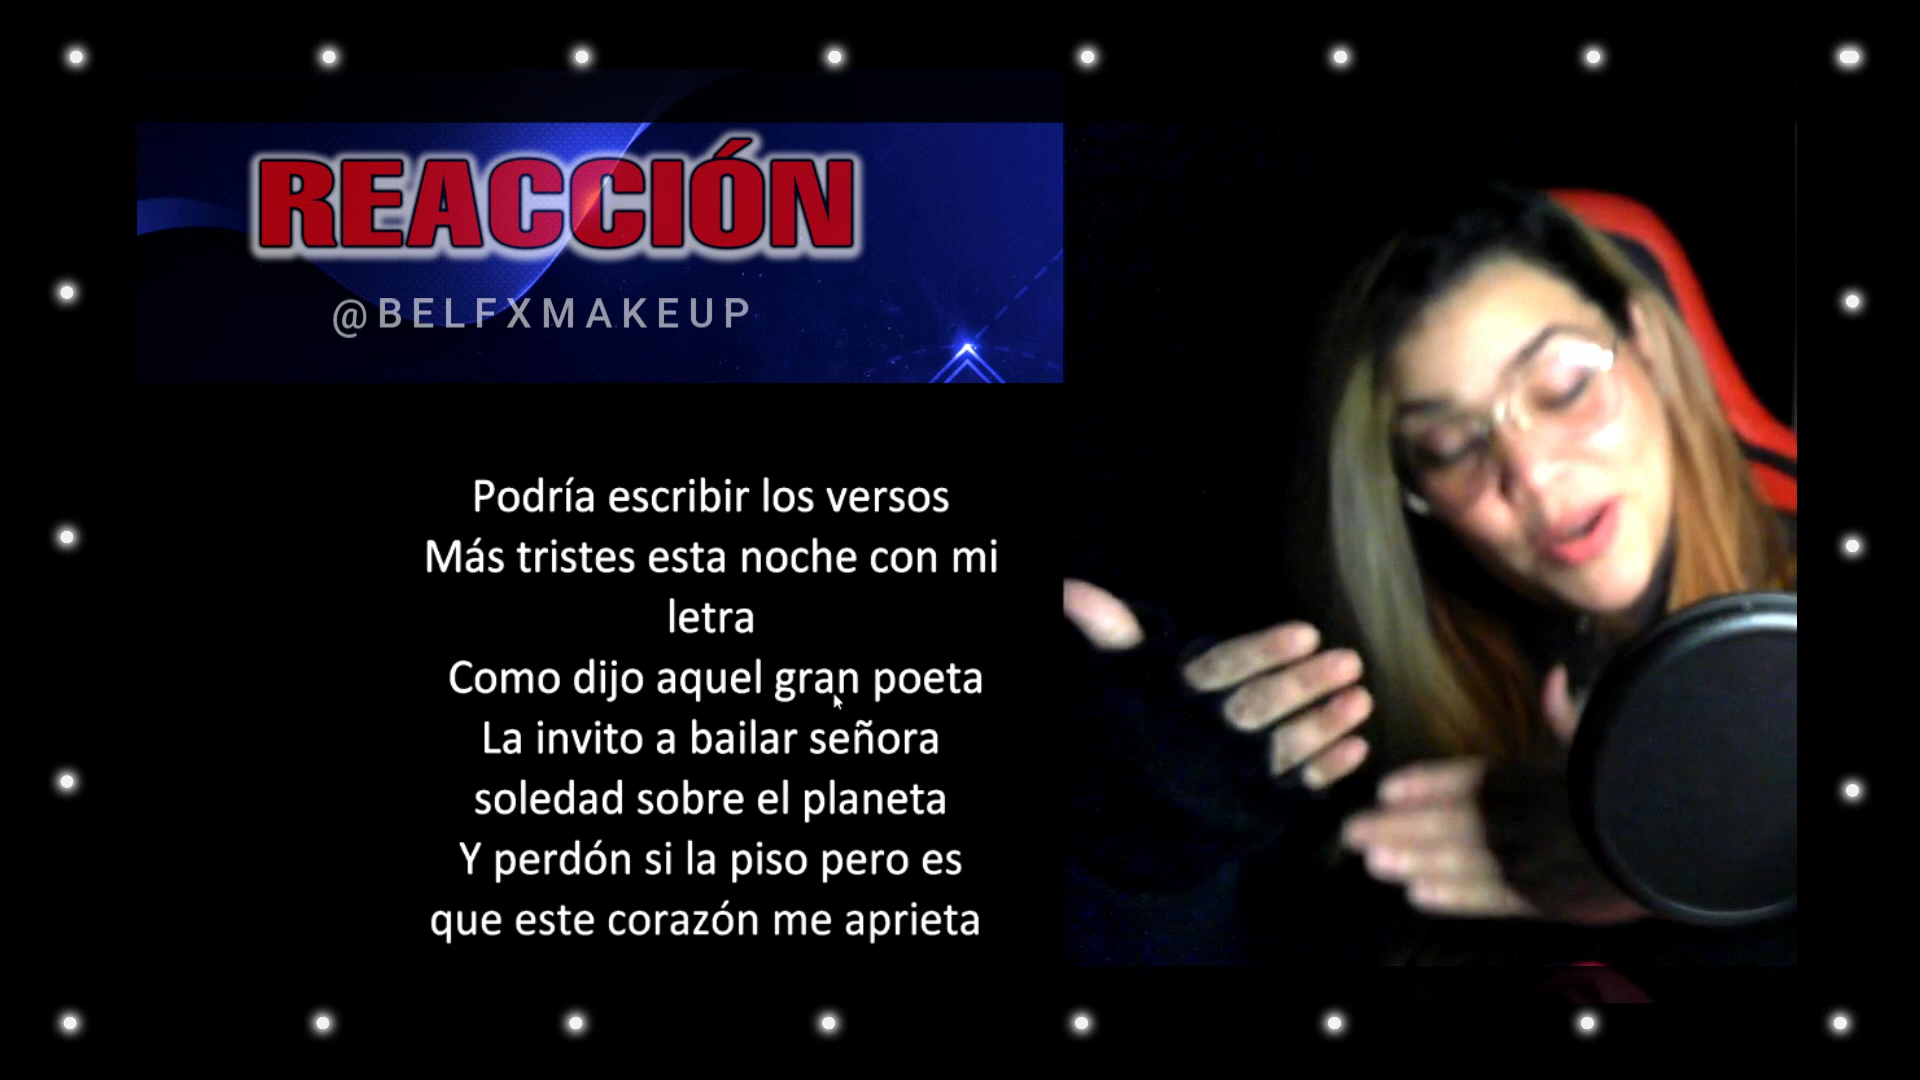 REACCIÓN
@BELFXMAKEUP
Podría escribir los versos
Más tristes esta noche con mi
letra
Como dijo aquel gran poeta
La invito a bailar señora
soledad sobre el planeta
Y perdón si la piso pero es
que este corazón me aprieta